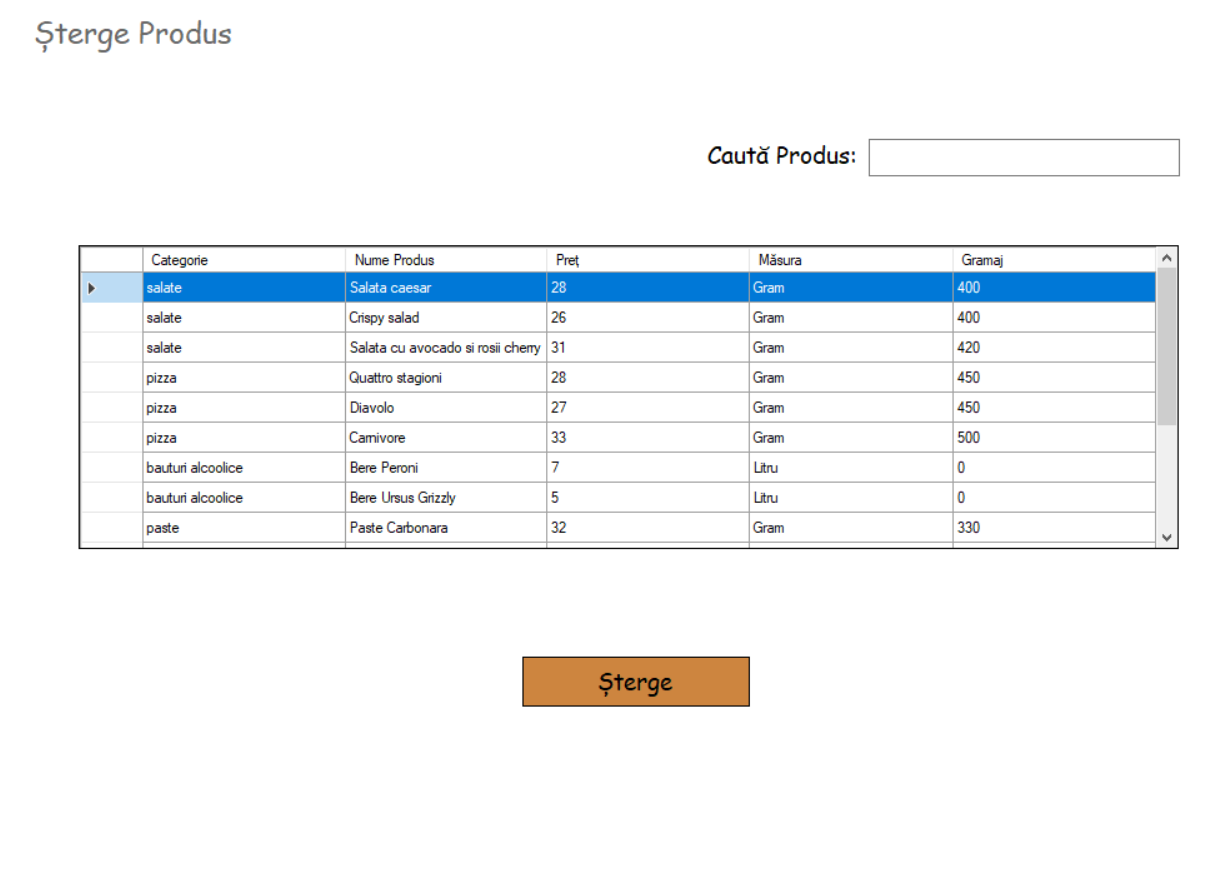 Șterge Produs
Caută Produs:
Categorie Nume Produs Preț Măsura Gramaj
salate Salata caesar 28 Gram 400
salate Crispy salad 26 Gram 400
salate Salata cu avocado si rosii cherry 31 Gram 420
pizza Quattro stagioni 28 Gram 450
pizza Diavolo 27 Gram 450
pizza Carnivore 33 Gram 500
bauturi alcoolice Bere Peroni 7 Litru 0
bauturi alcoolice Bere Ursus Grizzly 5 Litru 0
paste Paste Carbonara 32 Gram 330
Șterge